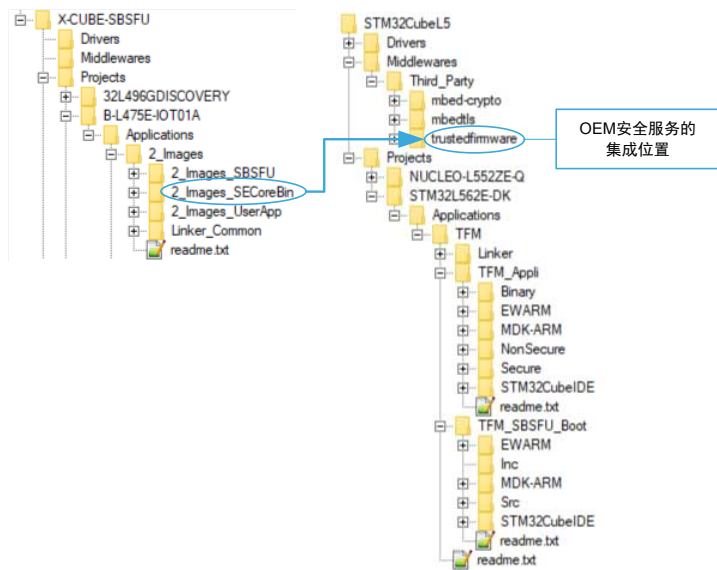 X-CUBE-SBSFU
Drivers
Middlewares
Projects
32L496GDISCOVERY
B-L475E-IOT01A
Applications
2_Images
2_Images_SBSFU
2_Images_SECoreBin
2_Images_UserApp
Linker_Common
readme.txt
STM32CubeL5
Drivers
Middlewares
Third_Party
mbed-crypto
mbedtls
trustedfirmware
Projects
NUCLEO-L552ZE-Q
STM32L562E-DK
Applications
TFM
Linker
TFM_Appli
Binary
EWARM
MDK-ARM
NonSecure
Secure
STM32CubeIDE
readme.txt
TFM_SBSFU_Boot
EWARM
Inc
MDK-ARM
Src
STM32CubeIDE
readme.txt
readme.txt
OEM安全服务的
集成位置